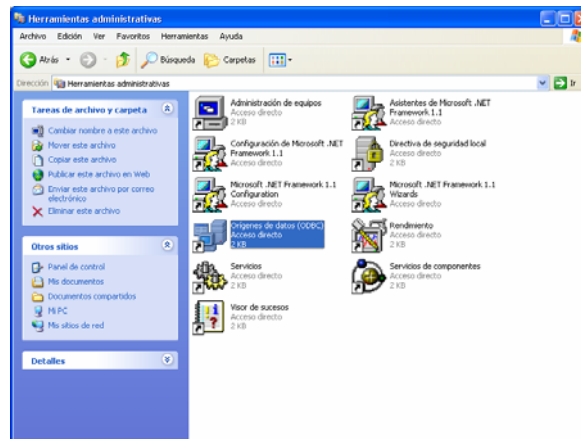 Herramientas administrativas
Archivo Edición Ver Favoritos Herramientas Ayuda
Atrás Búsqueda Carpetas
Dirección Herramientas administrativas Ir
Tareas de archivo y carpeta
Cambiar nombre a este archivo
Mover este archivo
Copiar este archivo
Publicar este archivo en Web
Enviar este archivo por correo
electrónico
Eliminar este archivo
Otros sitios
Panel de control
Mis documentos
Documentos compartidos
Mi PC
Mis sitios de red
Detalles
Administración de equipos
Acceso directo
2 KB
Asistentes de Microsoft .NET
Framework 1.1
Acceso directo
Configuración de Microsoft .NET
Framework 1.1
Acceso directo
Directiva de seguridad local
Acceso directo
2 KB
Microsoft .NET Framework 1.1
Configuration
Acceso directo
Microsoft .NET Framework 1.1
Wizards
Acceso directo
Orígenes de datos (ODBC)
Acceso directo
2 KB
Rendimiento
Acceso directo
2 KB
Servicios
Acceso directo
2 KB
Servicios de componentes
Acceso directo
2 KB
Visor de sucesos
Acceso directo
2 KB